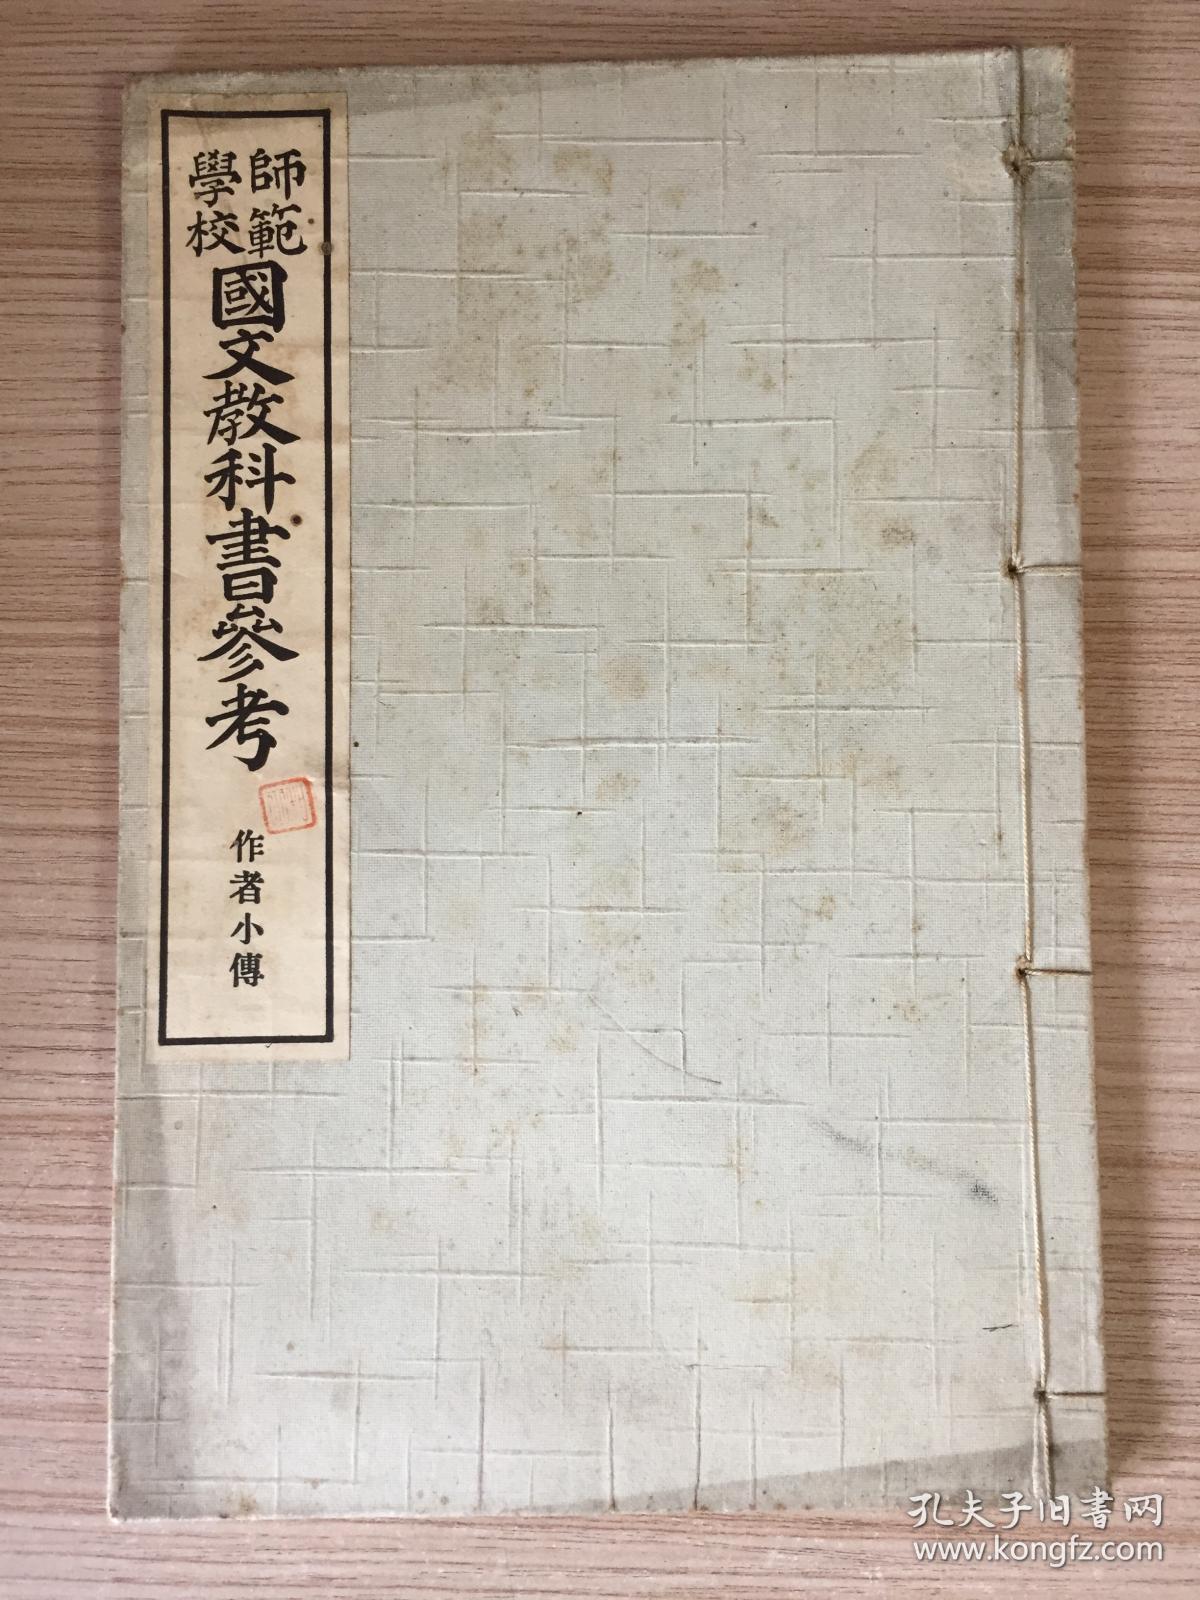 師範
學校
國文教科書參考
作者小傳
孔夫子旧书网
www.kongfz.com